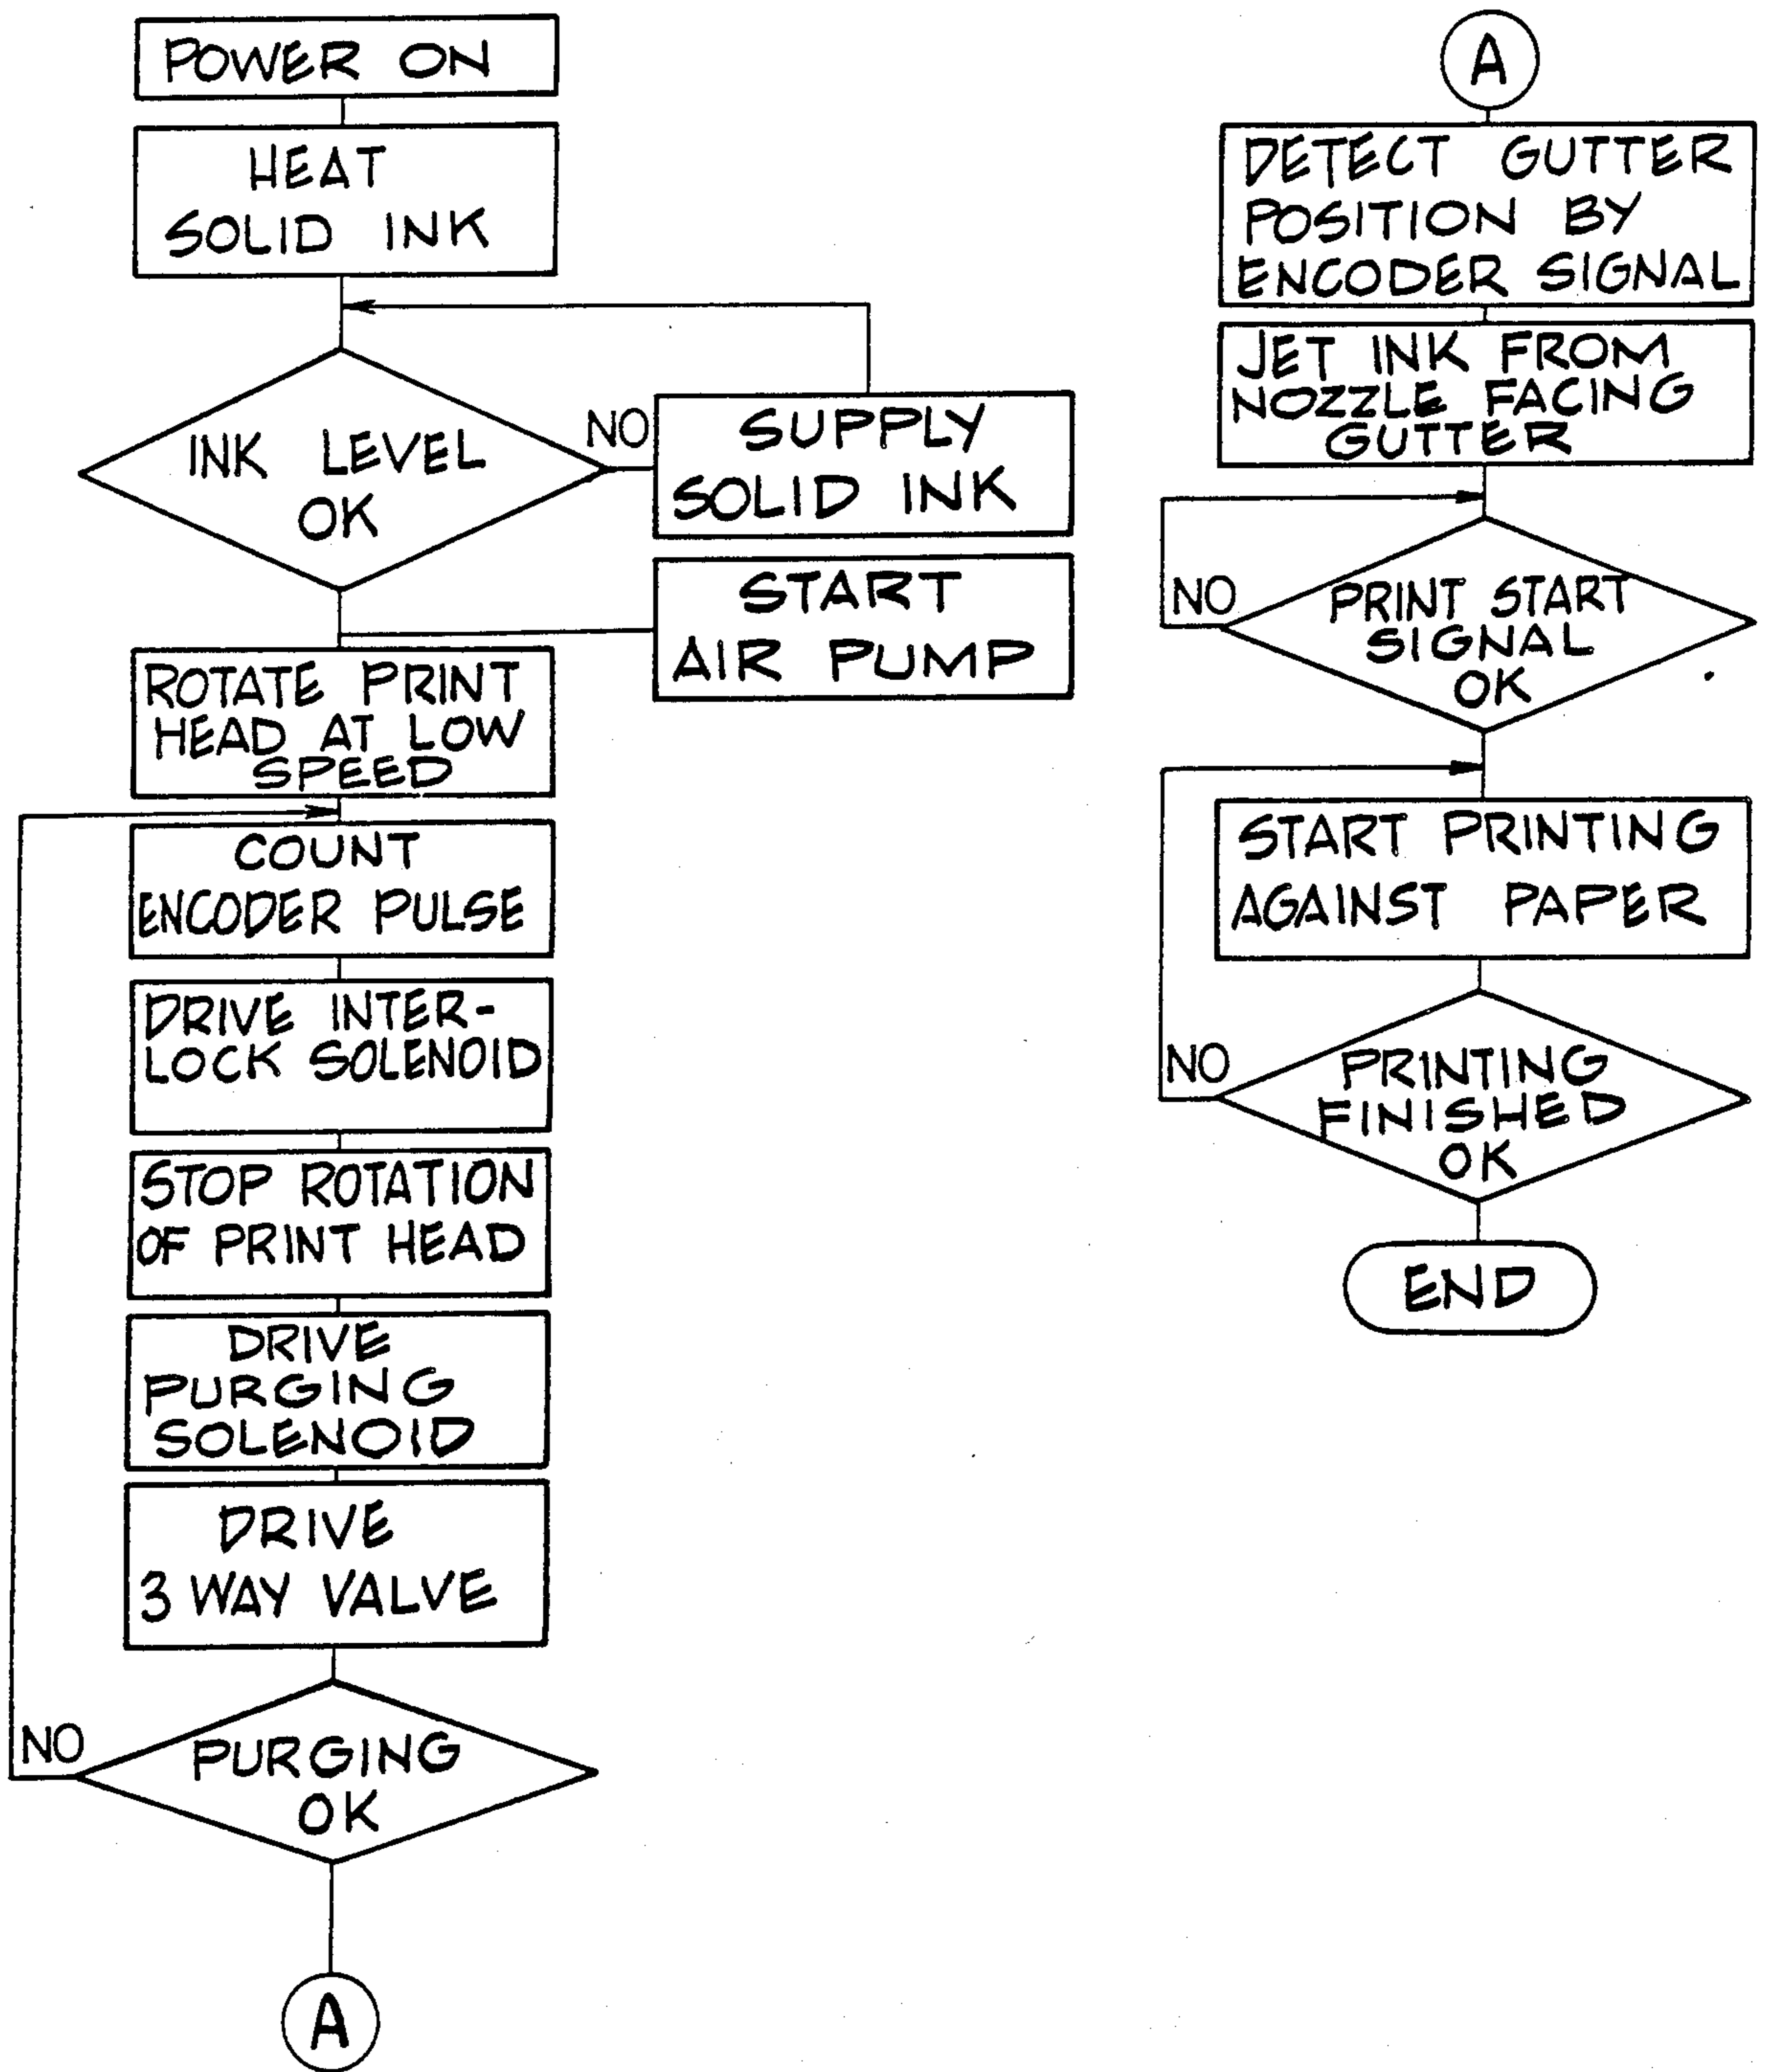 POWER ON
HEAT
SOLID INK
INK LEVEL
OK
NO
SUPPLY
SOLID INK
START
AIR PUMP
ROTATE PRINT
HEAD AT LOW
SPEED
COUNT
ENCODER PULSE
DRIVE INTER-
LOCK SOLENOID
STOP ROTATION
OF PRINT HEAD
DRIVE
PURGING
SOLENOID
DRIVE
3 WAY VALVE
NO
PURGING
OK
A
A
DETECT GUTTER
POSITION BY
ENCODER SIGNAL
JET INK FROM
NOZZLE FACING
GUTTER
NO
PRINT START
SIGNAL
OK
START PRINTING
AGAINST PAPER
NO
PRINTING
FINISHED
OK
END